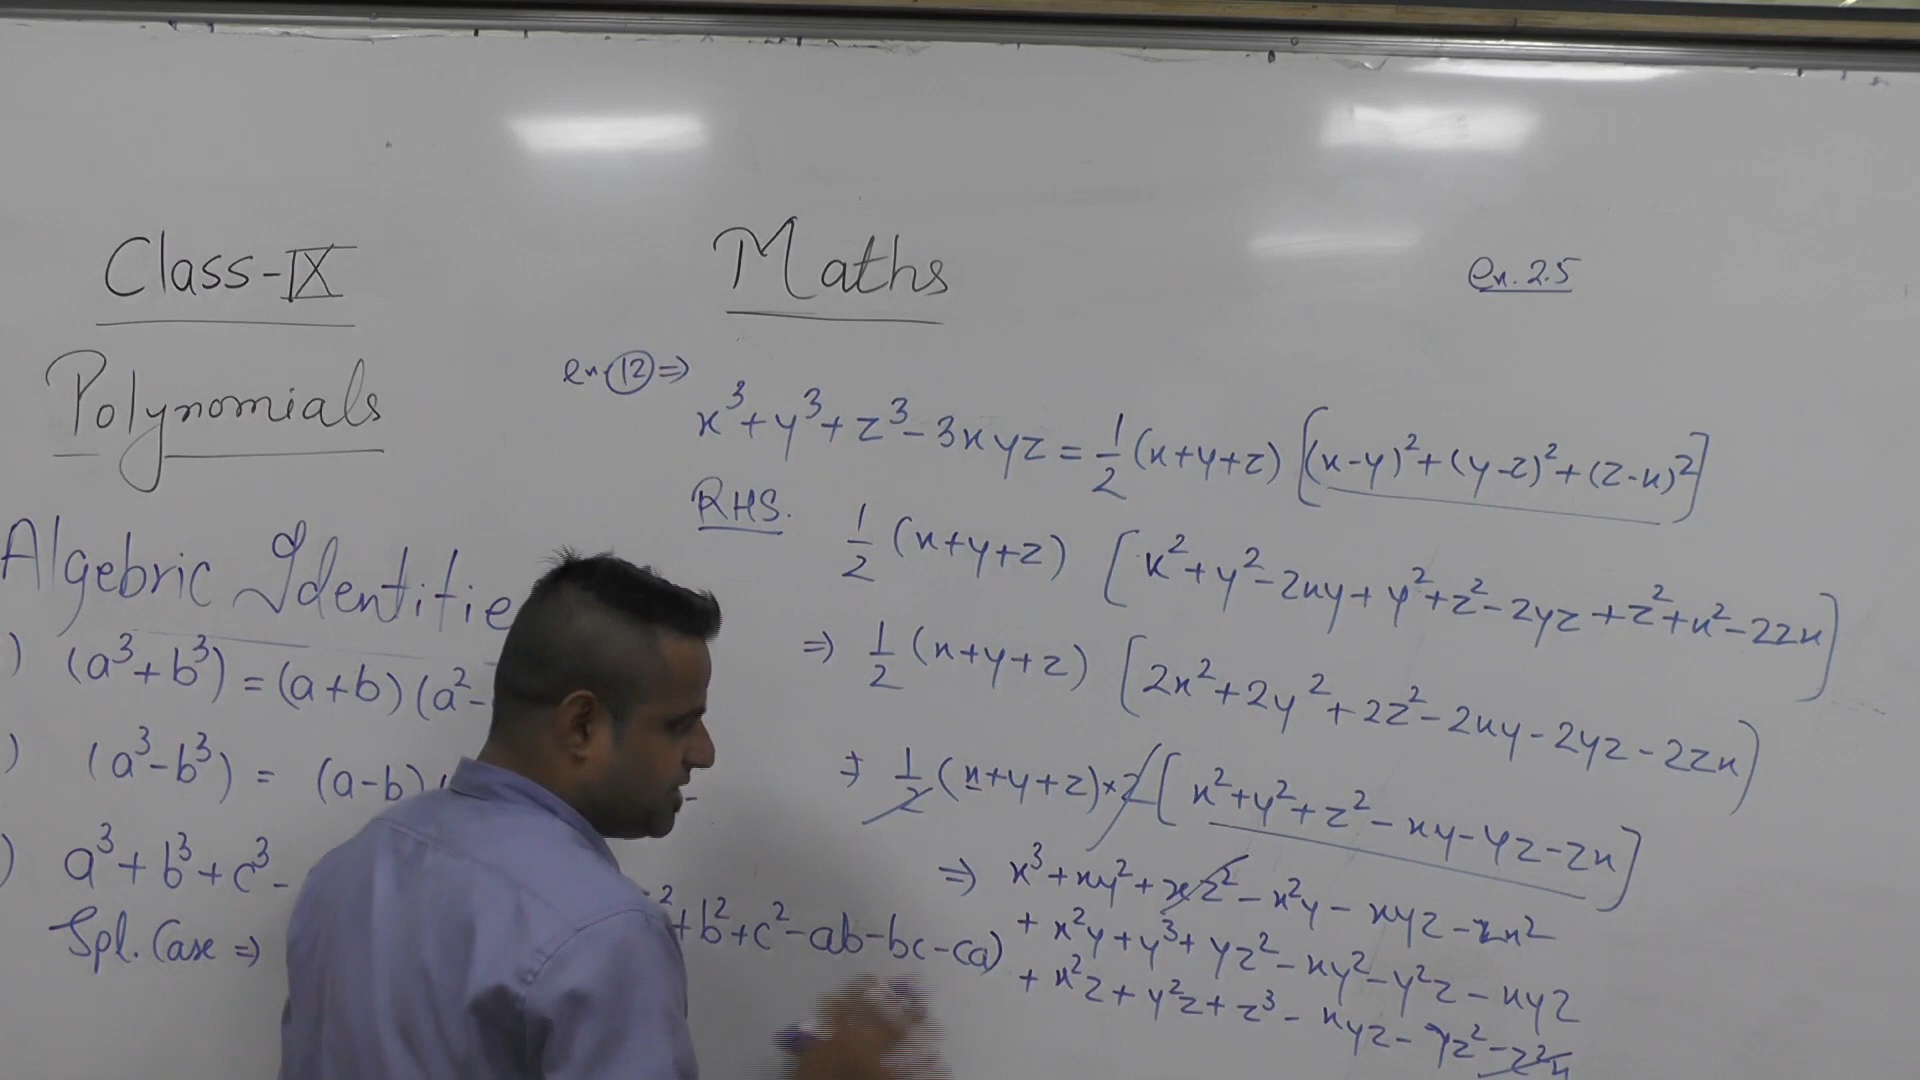 Class-IX
Maths
ex. 2.5
Polynomials
Algebric Identitie
) (a³+b³) = (a+b) (a²-
) (a³-b³) = (a-b)
) a³+b³+c³-
²+b²+c²-ab-bc-ca)
Spl. Case ⇒
ex. 12 ⇒
x³+y³+z³-3xyz = 1/2 (x+y+z) [(x-y)²+(y-z)²+(z-x)²]
RHS.
1/2 (x+y+z) [x²+y²-2xy+y²+z²-2yz+z²+x²-2zx]
⇒ 1/2 (x+y+z) [2x²+2y²+2z²-2xy-2yz-2zx]
⇒ 1/2 (x+y+z)×2 [x²+y²+z²-xy-yz-zx]
⇒ x³+xy²+xz²-x²y-xyz-zx²
+x²y+y³+yz²-xy²-y²z-xyz
+x²z+y²z+z³-xyz-yz²-z²x